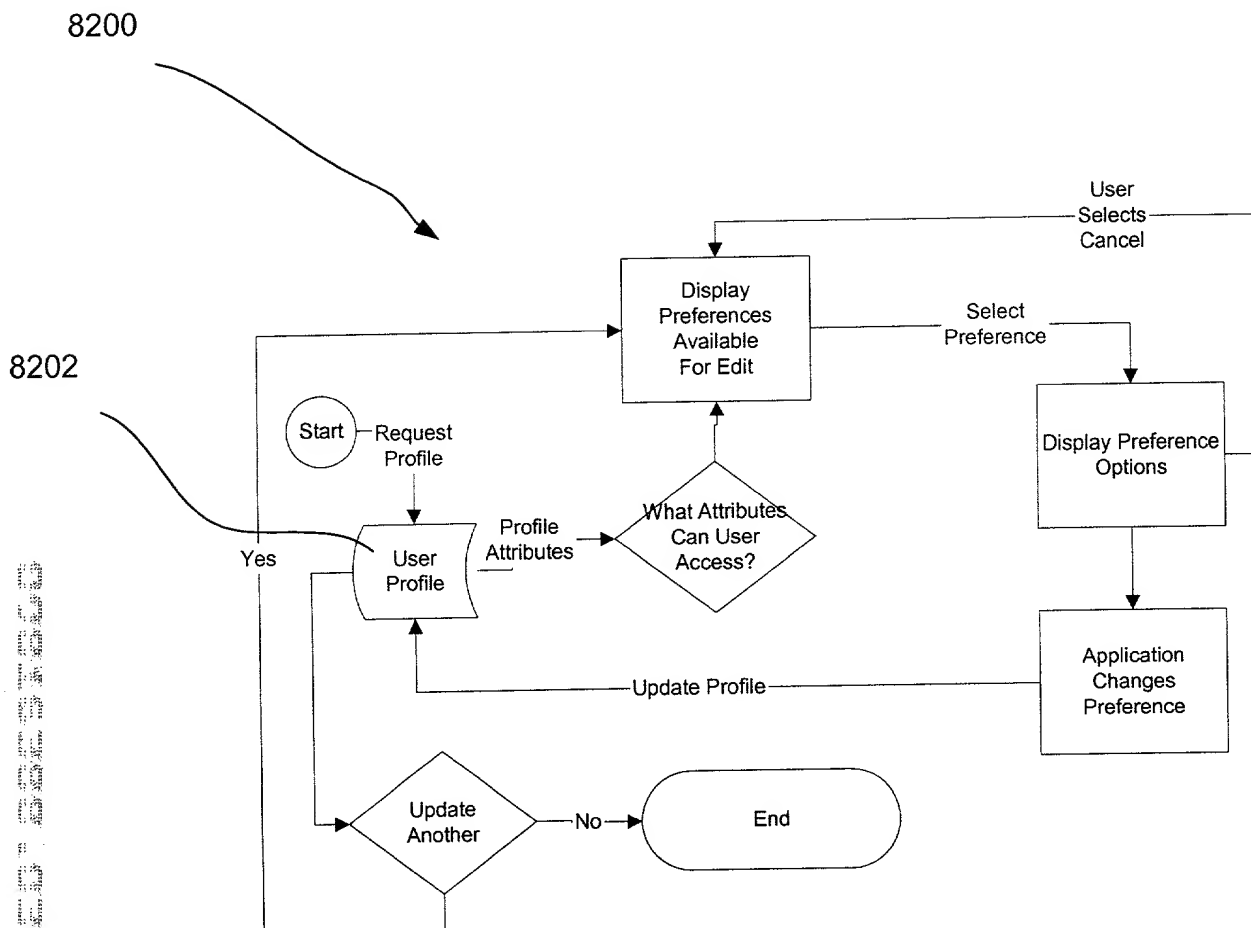 8200
User
Selects
Cancel
Display
Preferences
Available
For Edit
Select
Preference
8202
Start
Request
Profile
Display Preference
Options
What Attributes
Can User
Access?
Profile
Attributes
User
Profile
Yes
Application
Changes
Preference
Update Profile
Update
Another
No
End